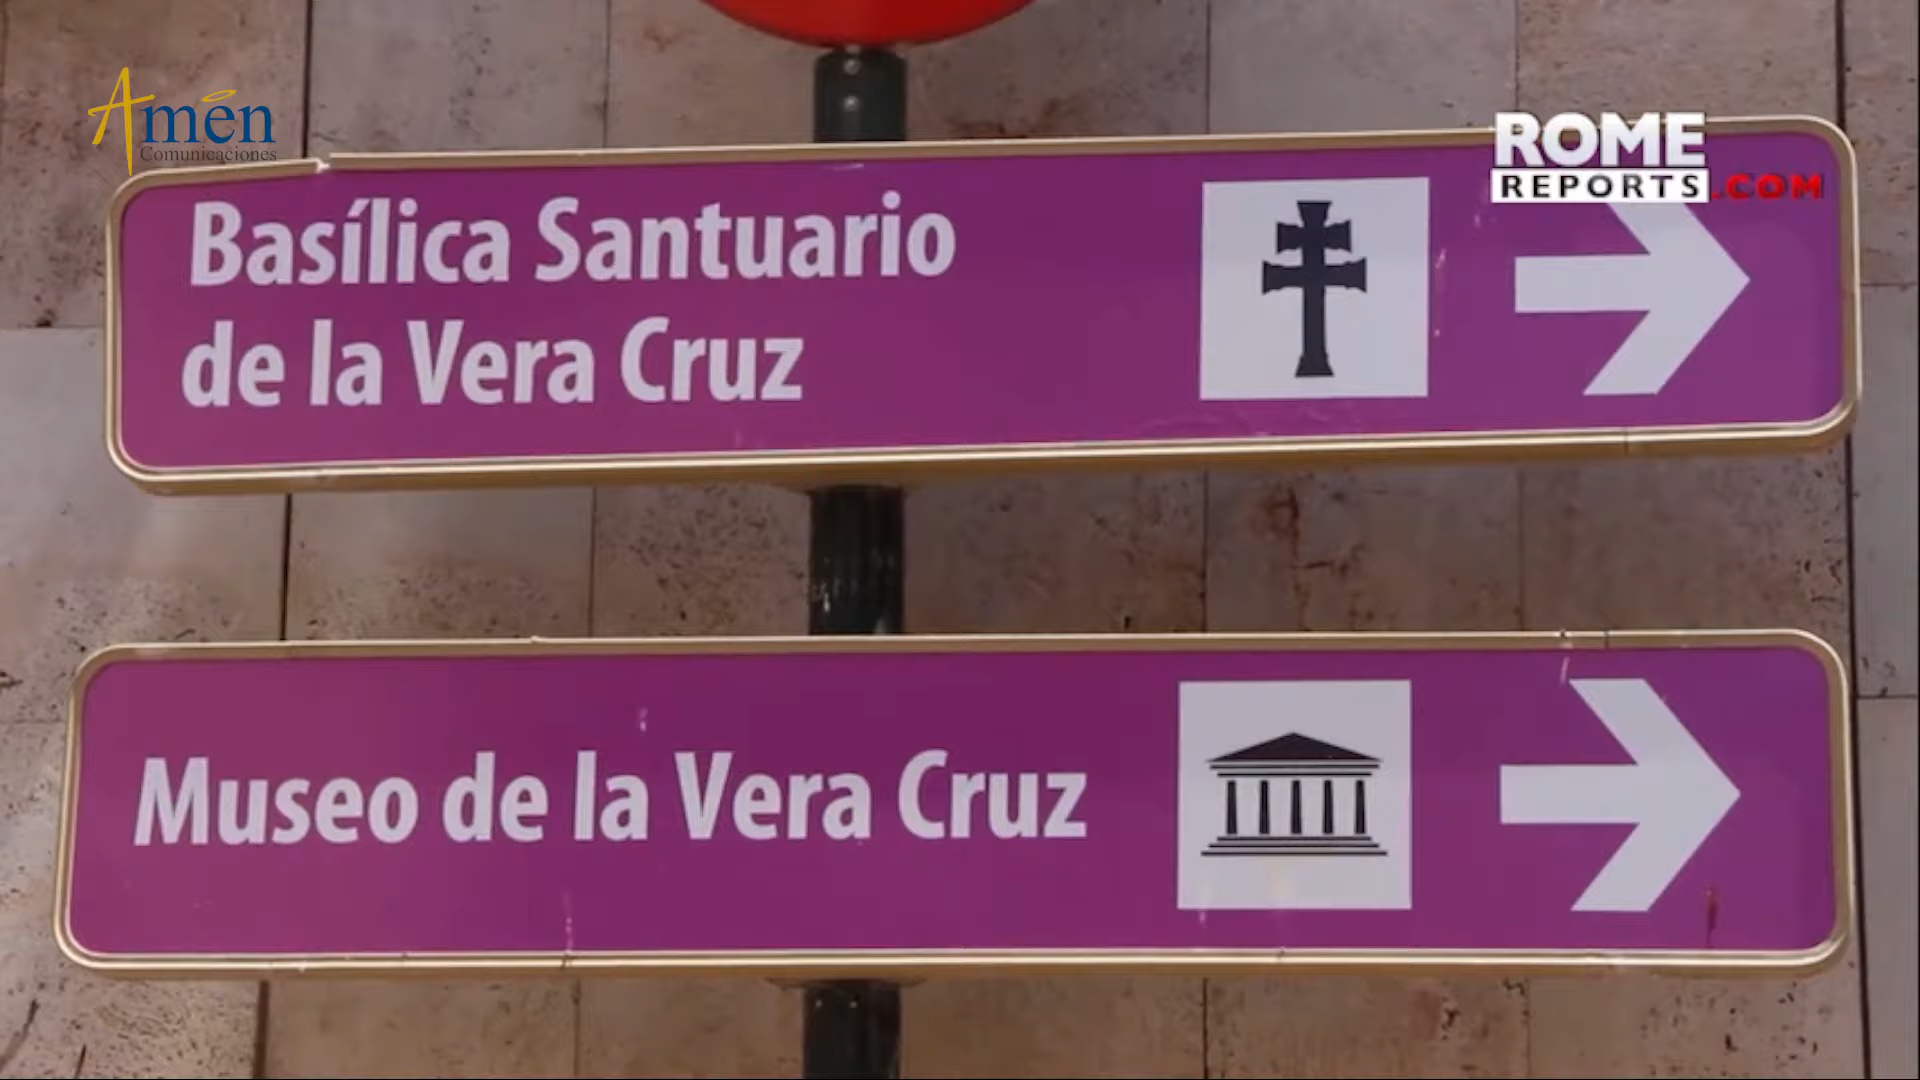 Amén
Comunicaciones
ROME
REPORTS.COM
Basílica Santuario
de la Vera Cruz
Museo de la Vera Cruz